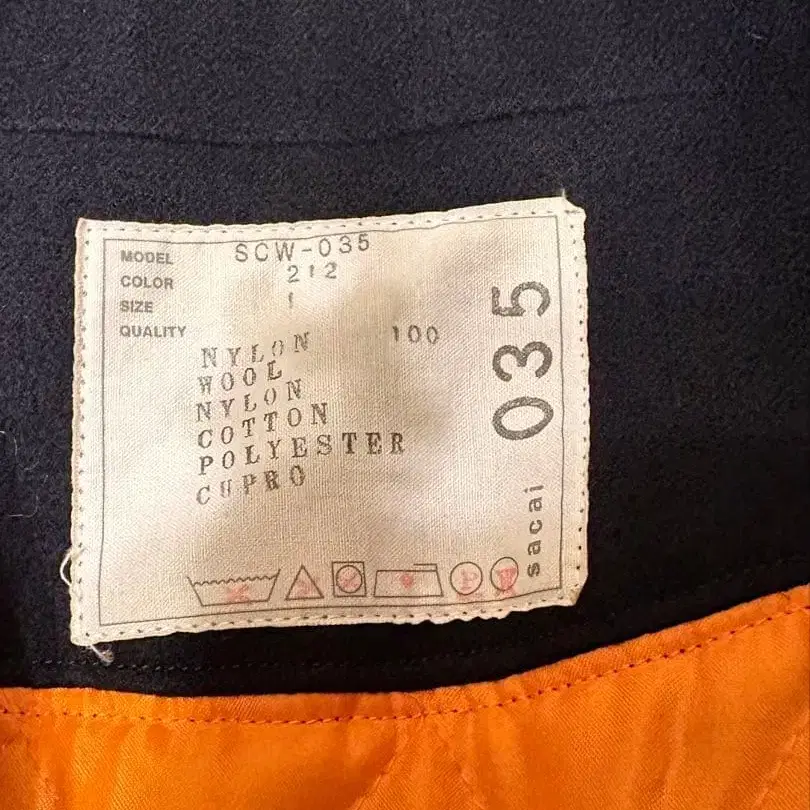 MODEL SCW-035
COLOR 212
SIZE 1
QUALITY
NYLON 100
WOOL
NYLON
COTTON
POLYESTER
CUPRO
035
sacai
P
W